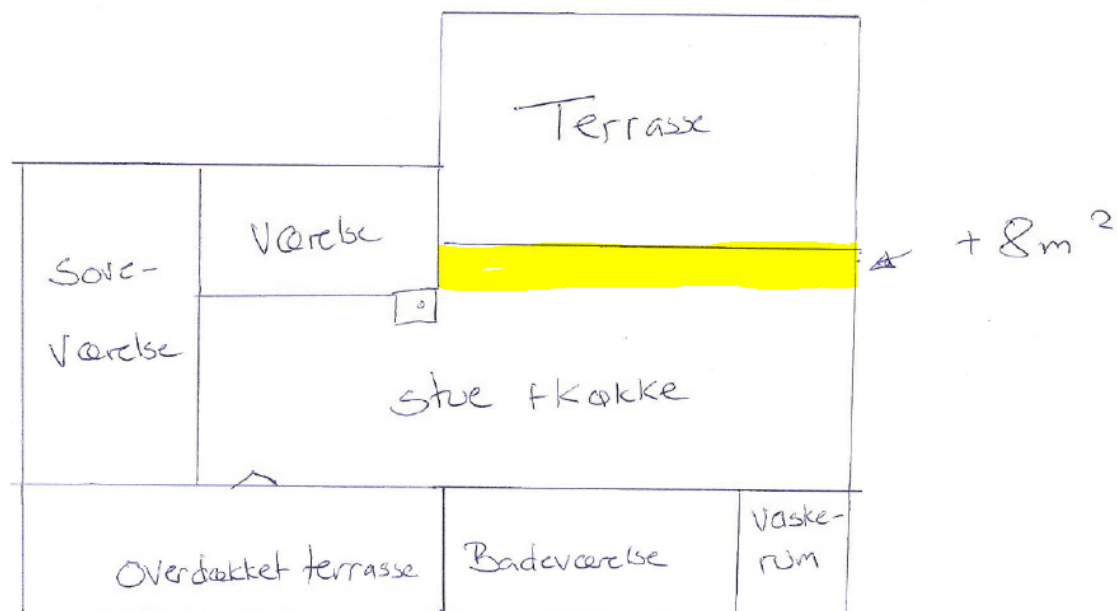 Terrasse
Værelse
Sove-
Værelse
+ 8m²
stue + køkke
Overdækket terrasse
Badeværelse
Vaske-
rum